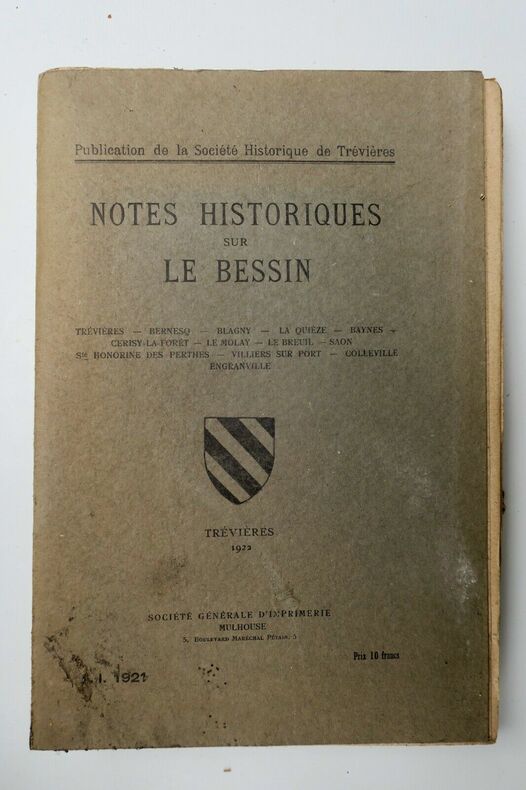 Publication de la Société Historique de Trévières
NOTES HISTORIQUES
SUR
LE BESSIN
TRÉVIÈRES — BERNESQ — BLAGNY — LA QUIÈZE — BAYNES —
CERISY-LA-FORÊT — LE MOLAY — LE BREUIL — SAON
Ste HONORINE DES PERTHES — VILLIERS SUR PORT — COLLEVILLE
ENGRANVILLE
TRÉVIÈRES
1922
SOCIÉTÉ GÉNÉRALE D'IMPRIMERIE
MULHOUSE
5, BOULEVARD MARÉCHAL PÉTAIN, 5
Prix 10 francs
I. 1921